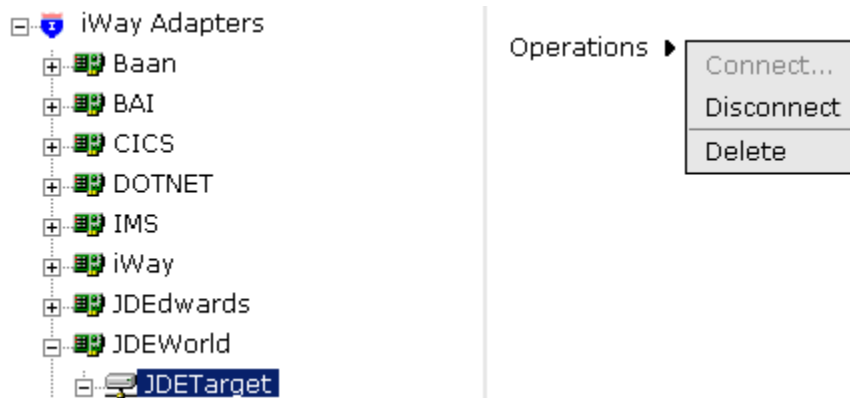 iWay Adapters
Baan
BAI
CICS
DOTNET
IMS
iWay
JDEdwards
JDEWorld
JDETarget
Operations
Connect...
Disconnect
Delete